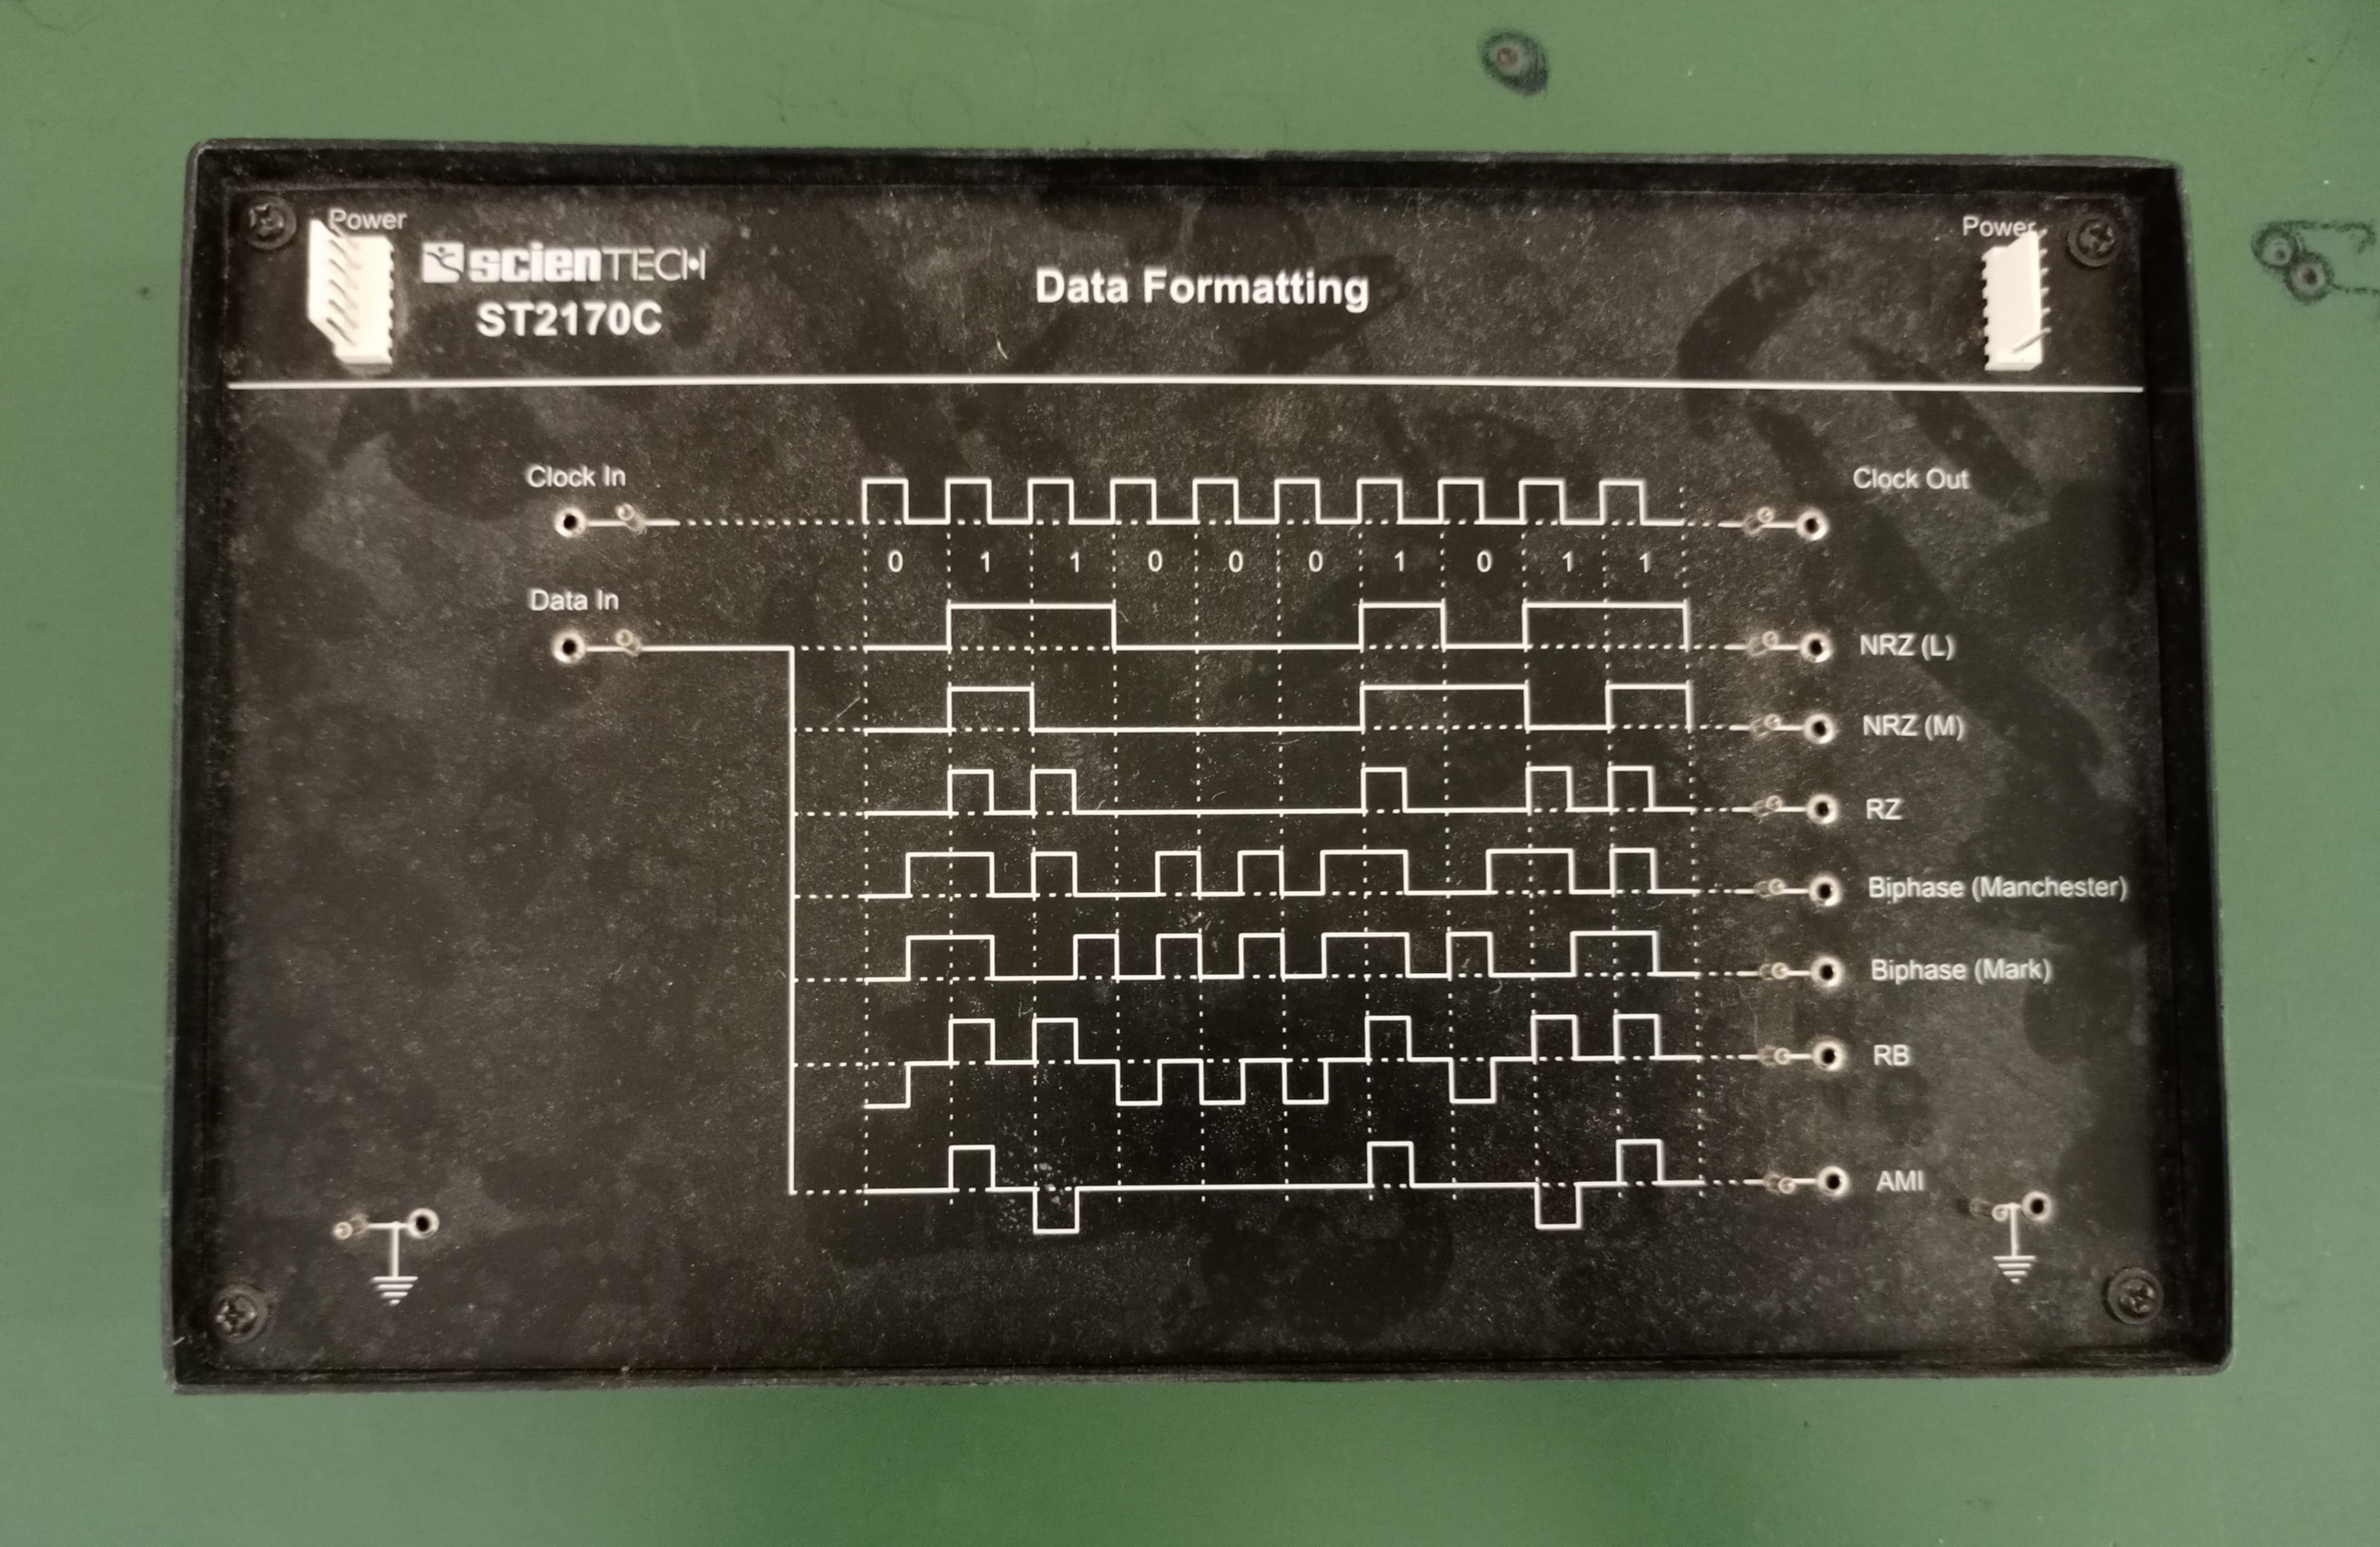 Power
Power
scienTECH
ST2170C
Data Formatting
Clock In
Clock Out
0 1 1 0 0 0 1 0 1 1
Data In
NRZ (L)
NRZ (M)
RZ
Biphase (Manchester)
Biphase (Mark)
RB
AMI